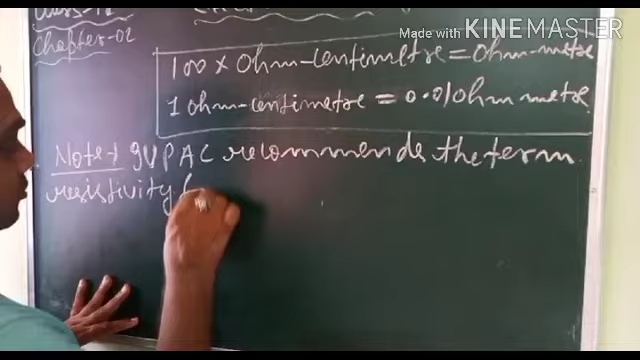 Made with KINEMASTER
Class-12
Chapter-02
100 × Ohm-centimetre = Ohm-metre
1 ohm-centimetre = 0.01 Ohm metre
Note → IUPAC recommends the term
resistivity (